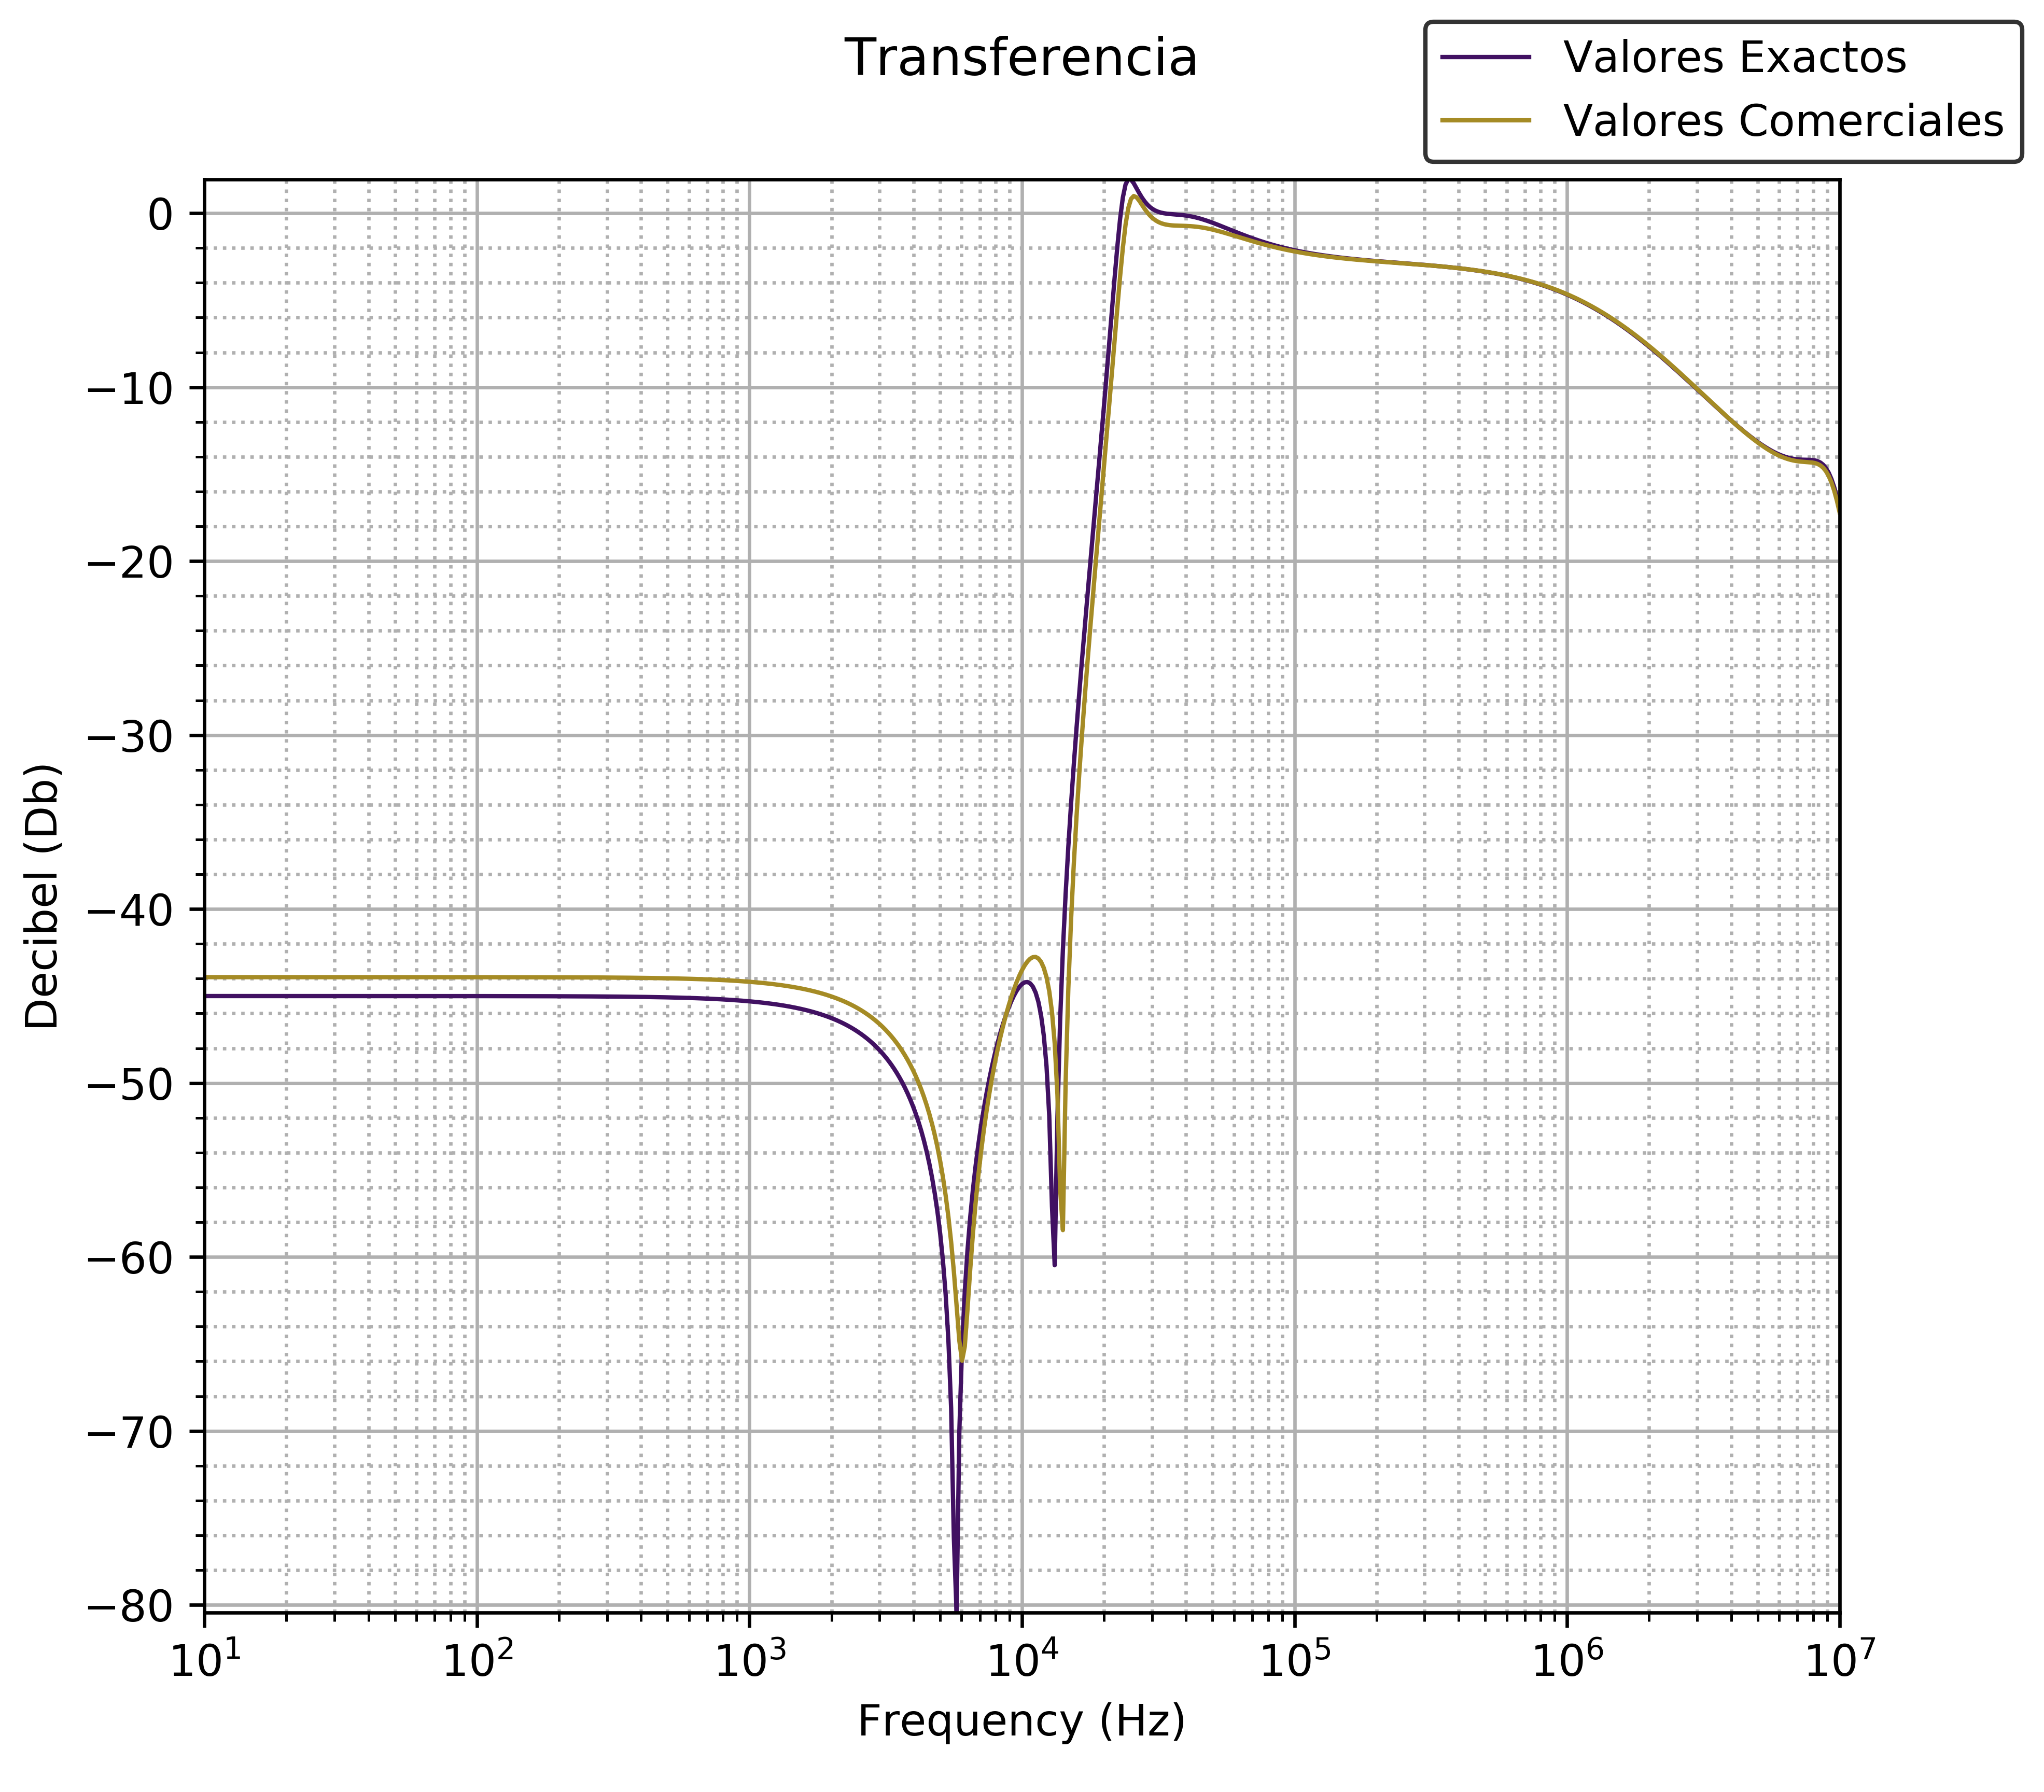 Transferencia
Valores Exactos
Valores Comerciales
Decibel (Db)
0
−10
−20
−30
−40
−50
−60
−70
−80
10¹ 10² 10³ 10⁴ 10⁵ 10⁶ 10⁷
Frequency (Hz)